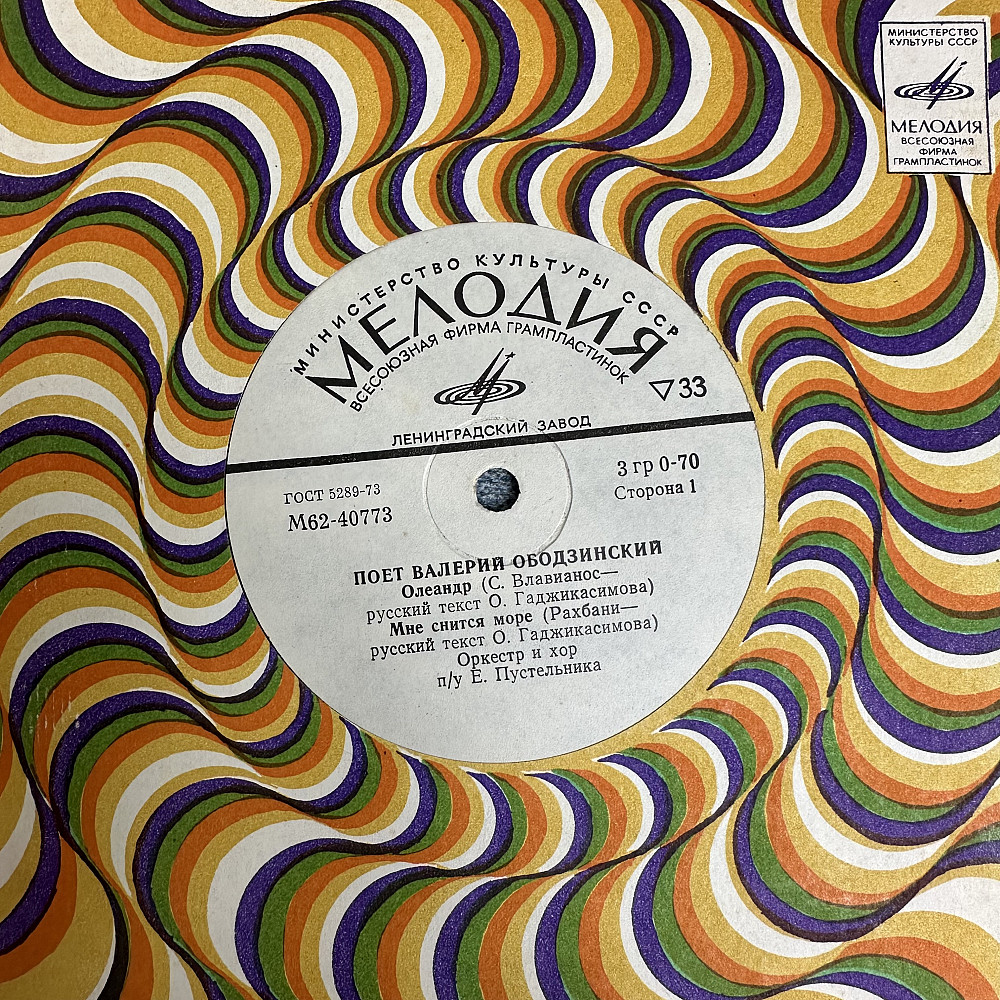 МИНИСТЕРСТВО
КУЛЬТУРЫ СССР
МЕЛОДИЯ
ВСЕСОЮЗНАЯ
ФИРМА
ГРАМПЛАСТИНОК
МИНИСТЕРСТВО КУЛЬТУРЫ СССР
МЕЛОДИЯ
ВСЕСОЮЗНАЯ ФИРМА ГРАМПЛАСТИНОК
▽33
ЛЕНИНГРАДСКИЙ ЗАВОД
ГОСТ 5289-73
М62-40773
3 гр 0-70
Сторона 1
ПОЕТ ВАЛЕРИЙ ОБОДЗИНСКИЙ
Олеандр (С. Влавианос—
русский текст О. Гаджикасимова)
Мне снится море (Рахбани—
русский текст О. Гаджикасимова)
Оркестр и хор
п/у Е. Пустельника